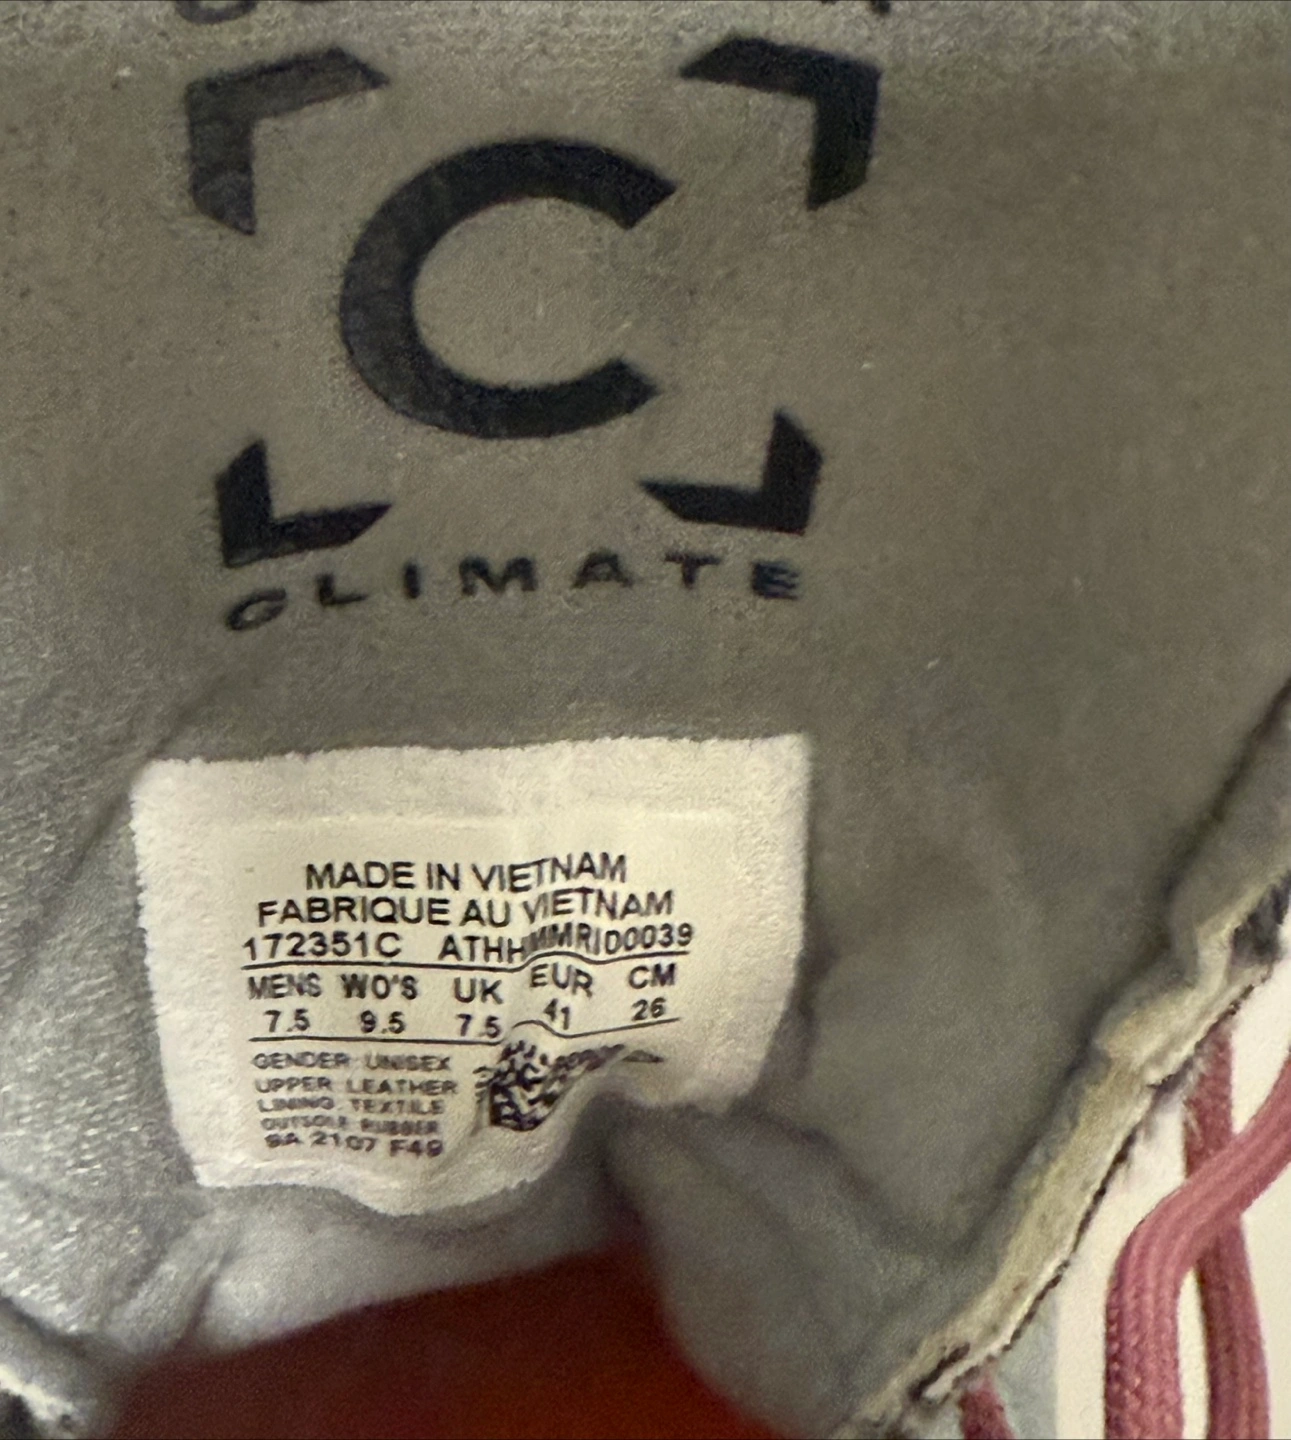 C
CLIMATE
MADE IN VIETNAM
FABRIQUE AU VIETNAM
172351C ATHHMMRID0039
MENS WO'S UK EUR CM
7.5 9.5 7.5 41 26
GENDER: UNISEX
UPPER: LEATHER
LINING: TEXTILE
OUTSOLE: RUBBER
9A 2107 F49